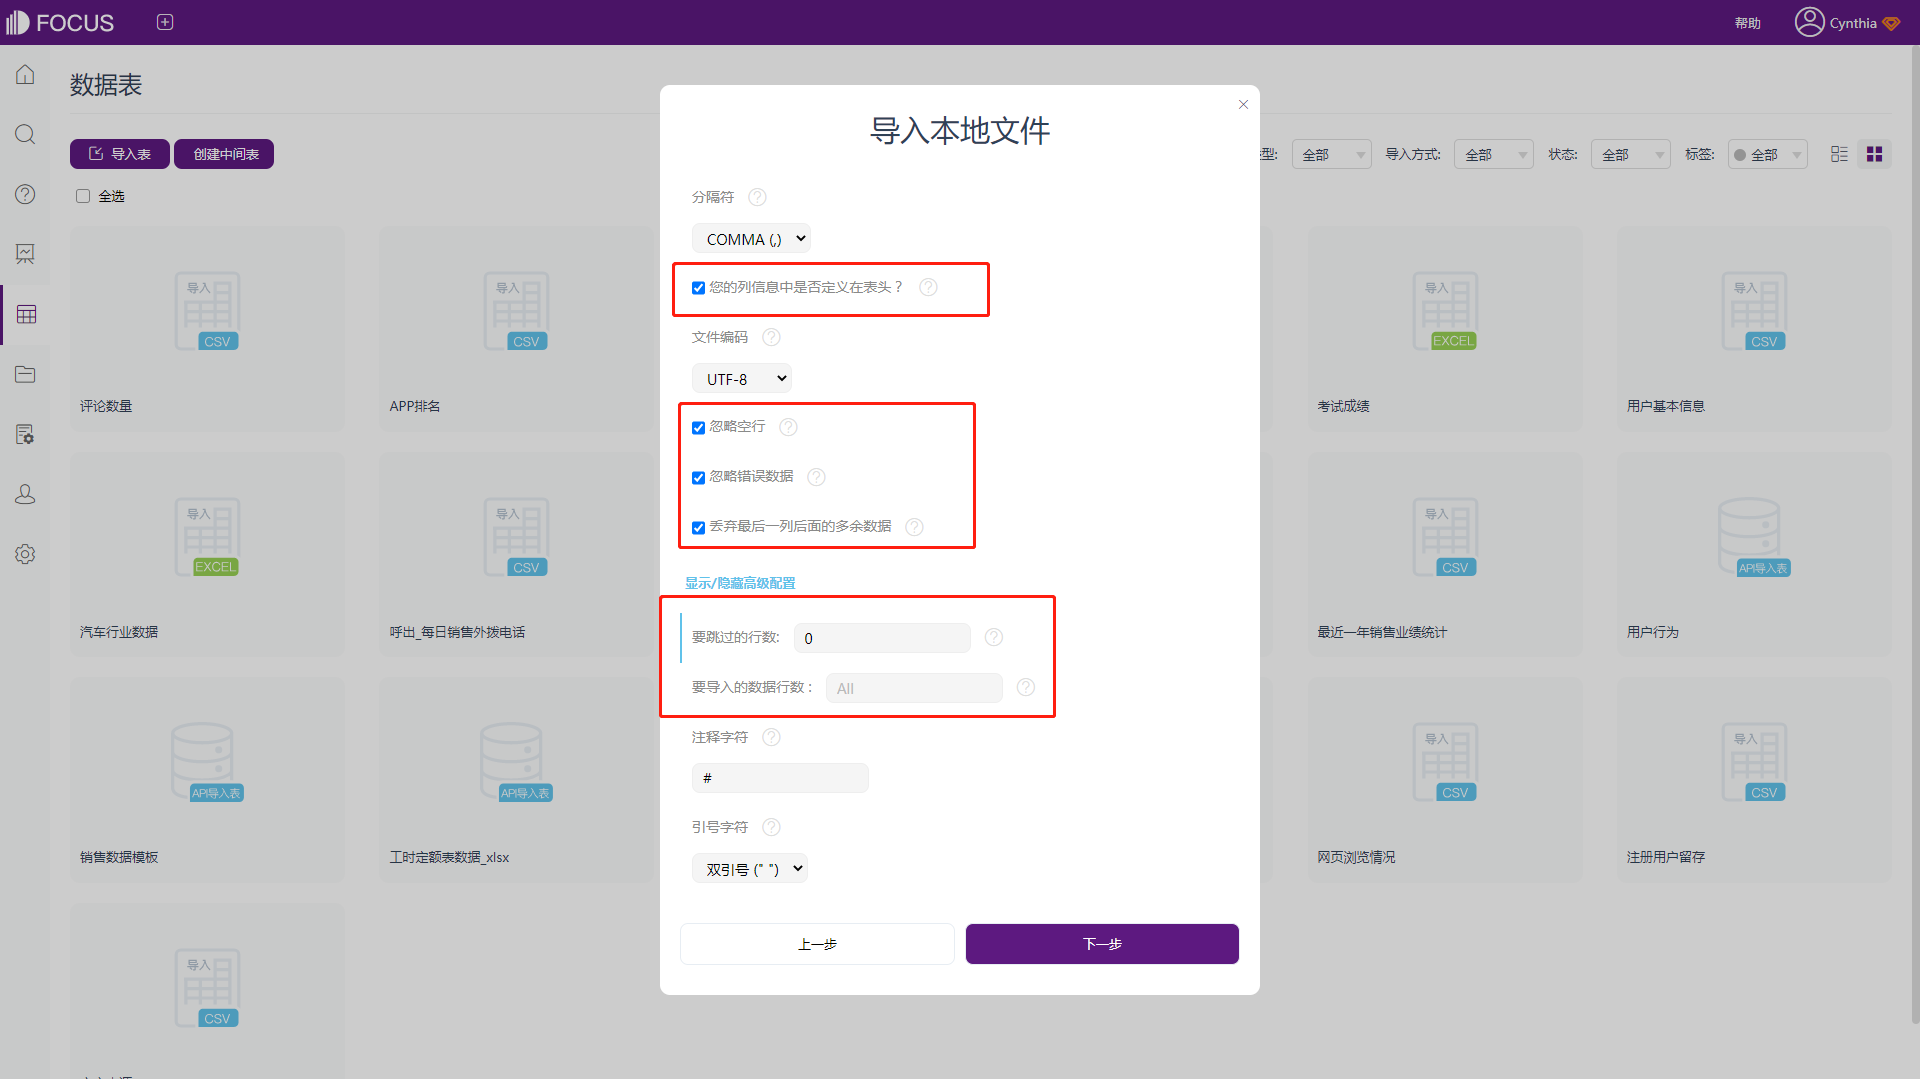 FOCUS
帮助
Cynthia
数据表
导入表
创建中间表
型:
全部
导入方式:
全部
状态:
全部
标签:
全部
全选
导入本地文件
分隔符
COMMA (,)
您的列信息中是否定义在表头？
文件编码
UTF-8
忽略空行
忽略错误数据
丢弃最后一列后面的多余数据
显示/隐藏高级配置
要跳过的行数:
0
要导入的数据行数：
All
注释字符
#
引号字符
双引号 (" ")
上一步
下一步
导入
CSV
评论数量
导入
CSV
APP排名
导入
EXCEL
考试成绩
导入
CSV
用户基本信息
导入
EXCEL
汽车行业数据
导入
CSV
呼出_每日销售外拨电话
导入
CSV
最近一年销售业绩统计
API导入表
用户行为
API导入表
销售数据模板
API导入表
工时定额表数据_xlsx
导入
CSV
网页浏览情况
导入
CSV
注册用户留存
导入
CSV